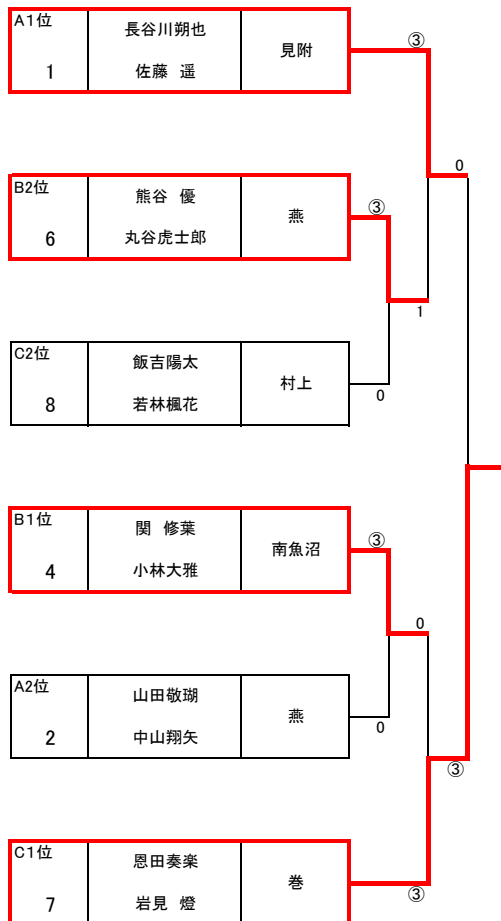 A1位
長谷川朔也
見附
1
佐藤 遥
③
0
B2位
熊谷 優
燕
③
6
丸谷虎士郎
1
C2位
飯吉陽太
村上
8
若林楓花
0
B1位
関 修葉
南魚沼
③
4
小林大雅
0
A2位
山田敬瑚
燕
2
中山翔矢
0
③
C1位
恩田奏楽
巻
7
岩見 燈
③